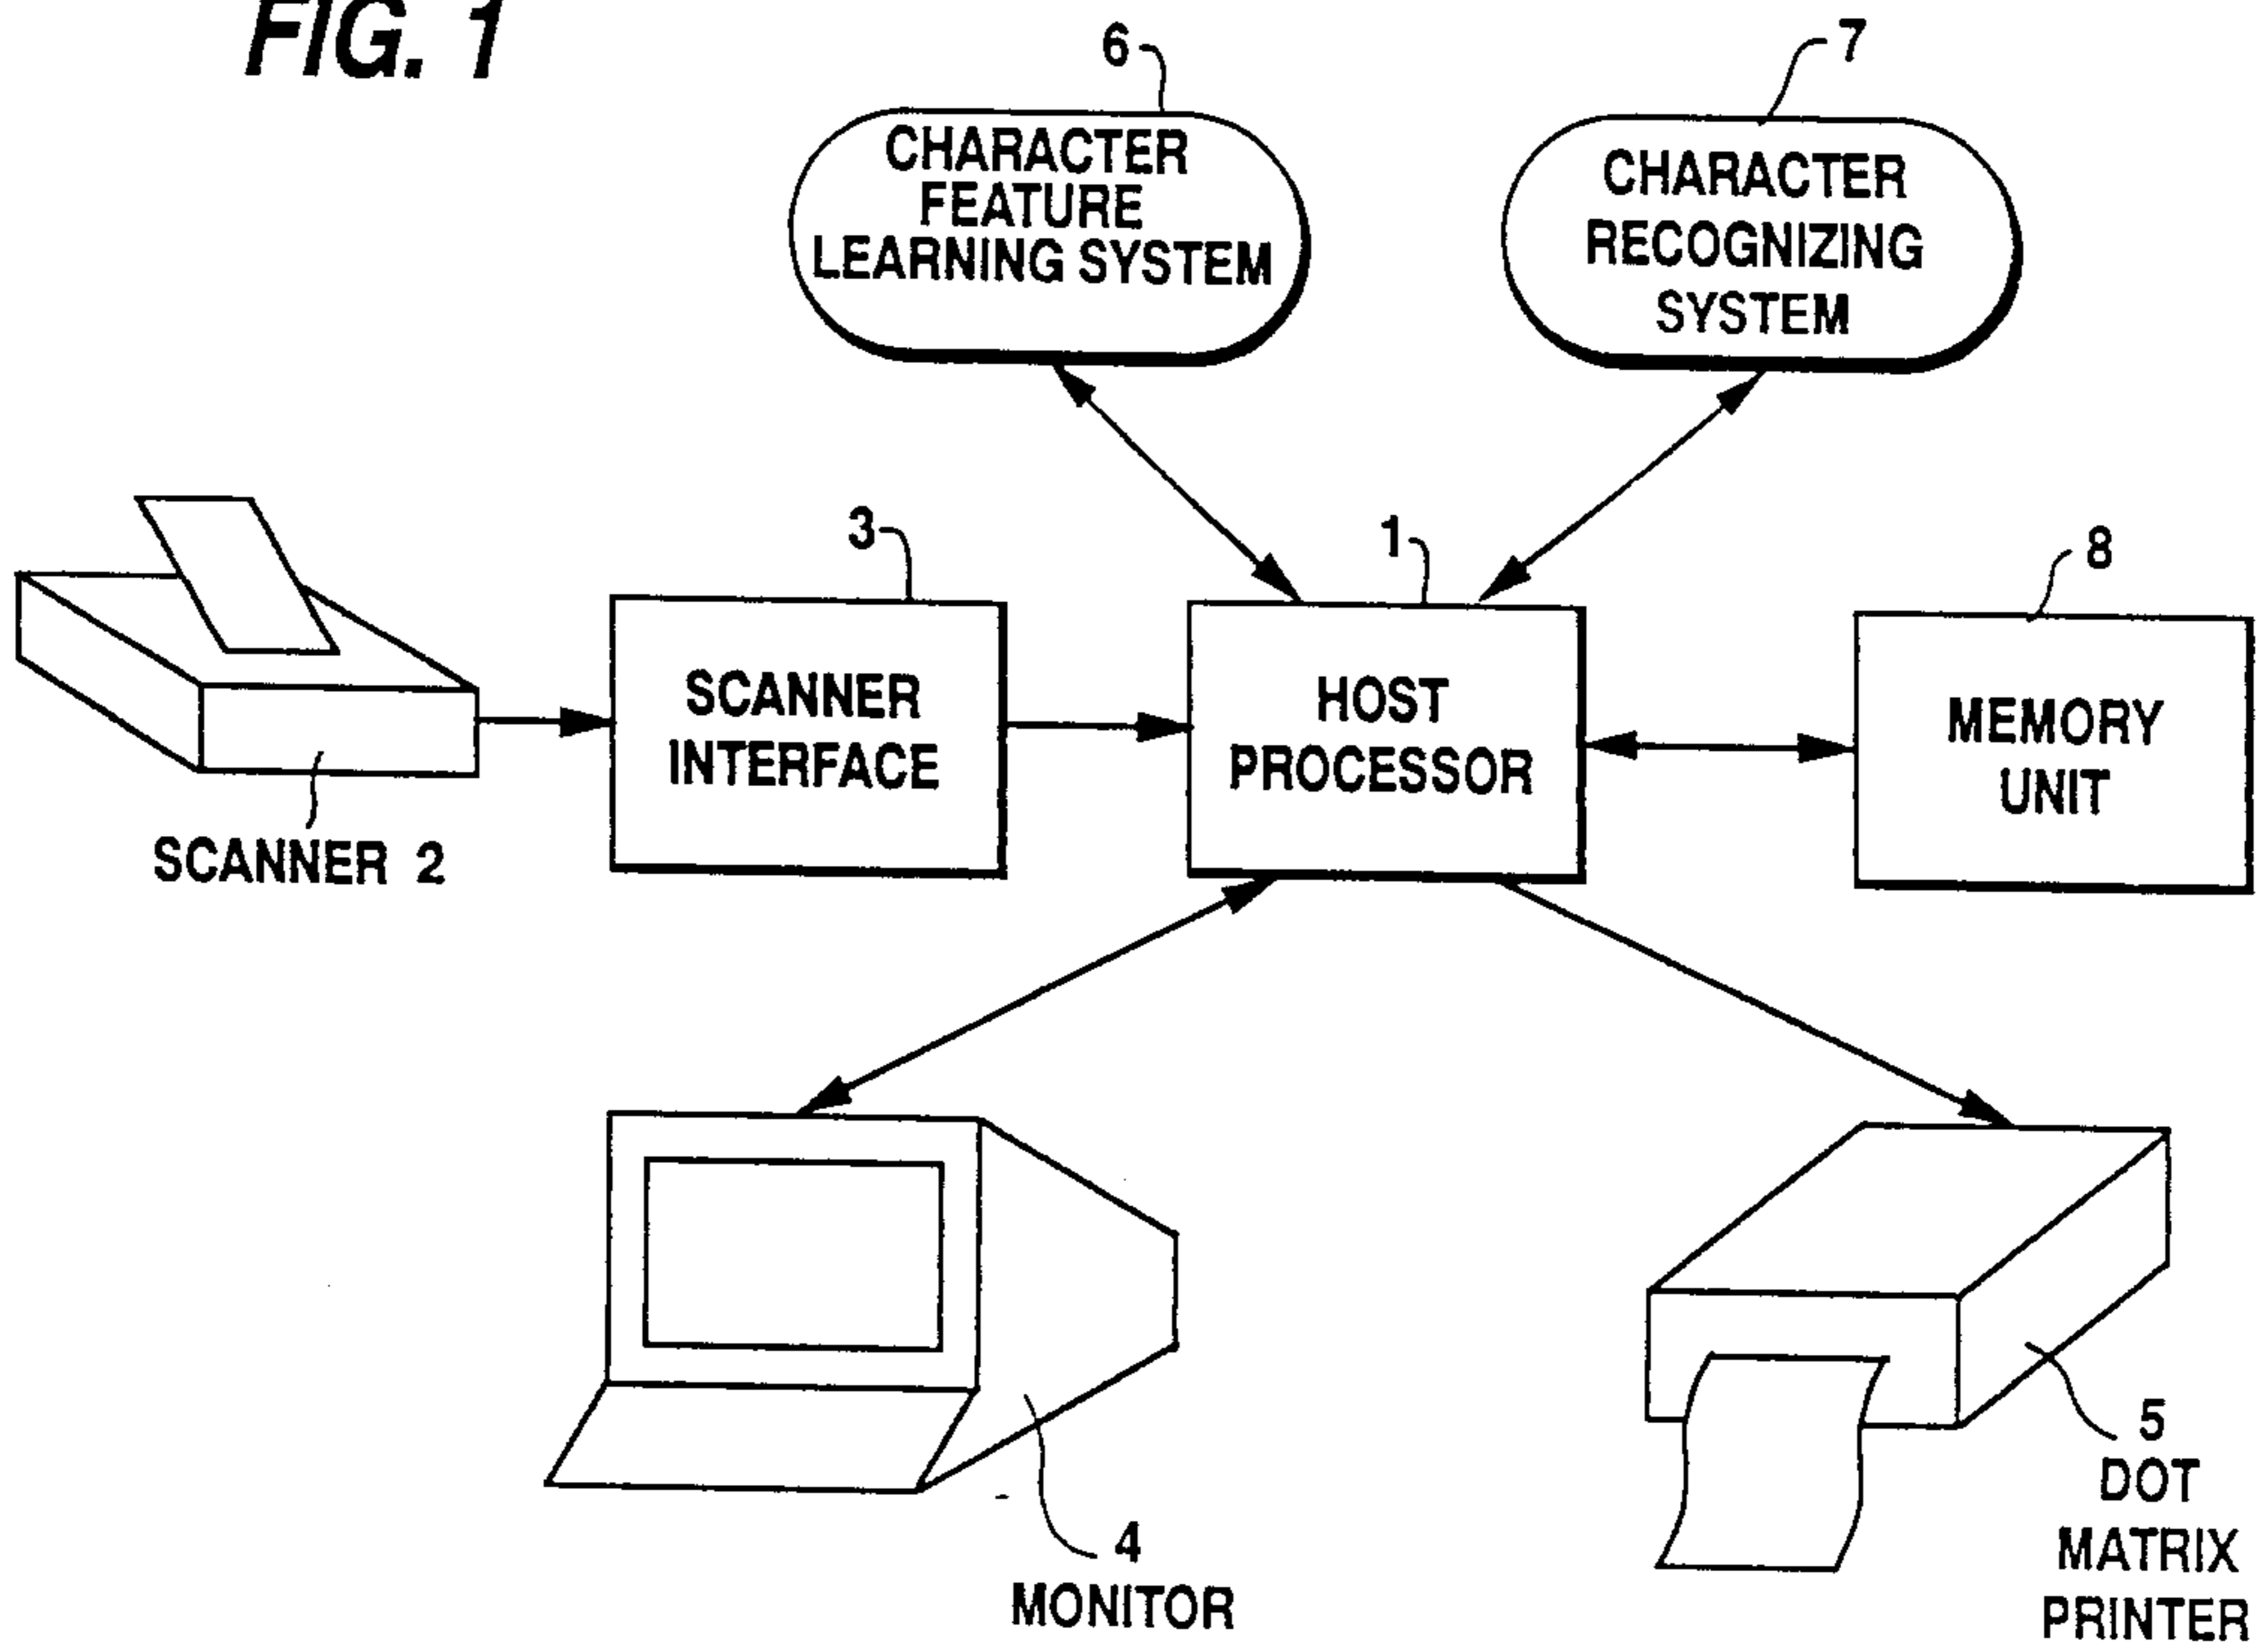 FIG. 1
6
7
CHARACTER
FEATURE
LEARNING SYSTEM
CHARACTER
RECOGNIZING
SYSTEM
3
1
8
SCANNER
INTERFACE
HOST
PROCESSOR
MEMORY
UNIT
SCANNER 2
5
DOT
MATRIX
PRINTER
4
MONITOR